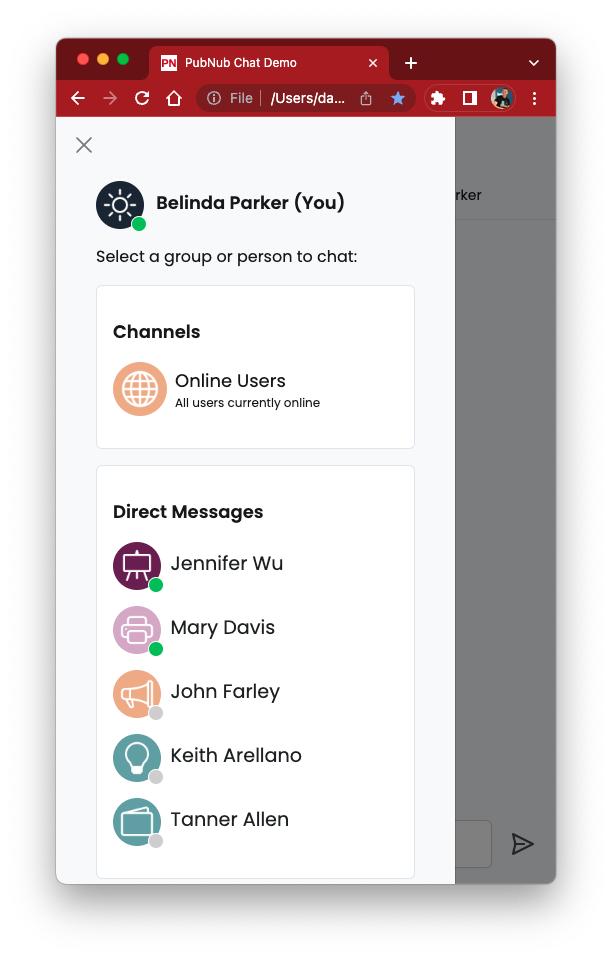 PN PubNub Chat Demo
File /Users/da...
Belinda Parker (You)
rker
Select a group or person to chat:
Channels
Online Users
All users currently online
Direct Messages
Jennifer Wu
Mary Davis
John Farley
Keith Arellano
Tanner Allen